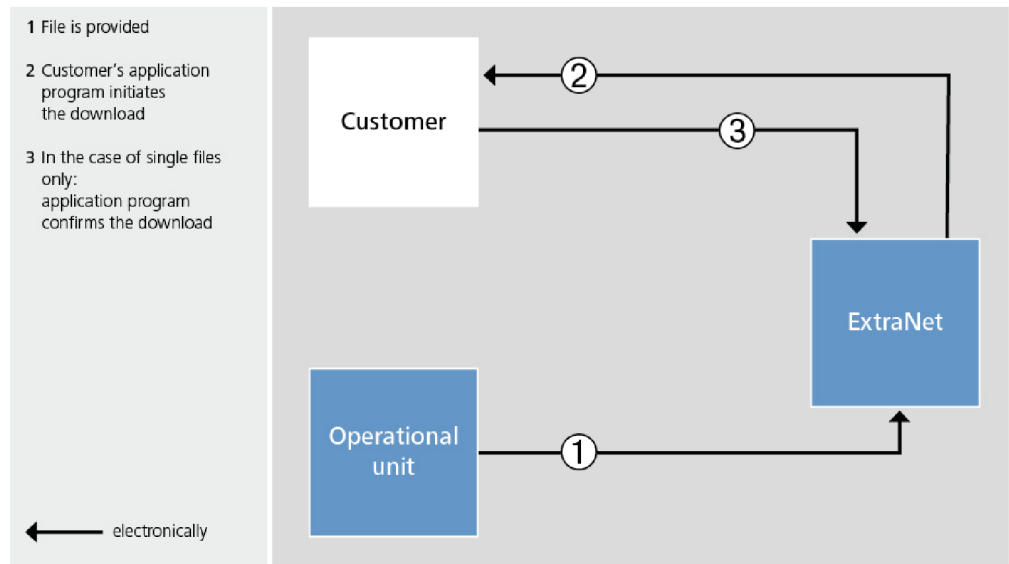 1 File is provided
2 Customer's application
program initiates
the download
3 In the case of single files
only:
application program
confirms the download
electronically
Customer
2
3
ExtraNet
Operational
unit
1